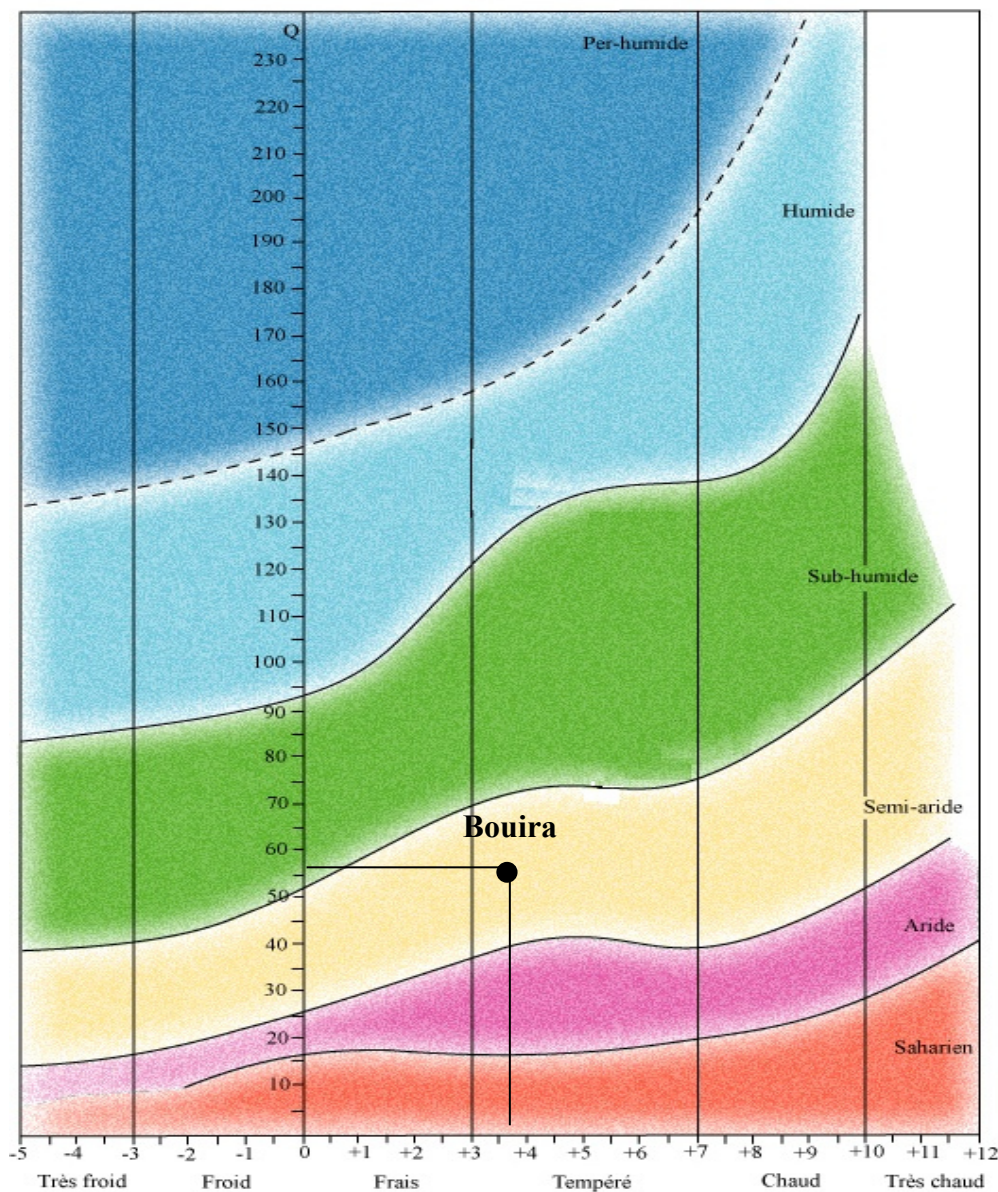 Q
Per-humide
230
220
210
Humide
200
190
180
170
160
150
140
130
120
Sub-humide
110
100
90
80
70
Semi-aride
Bouira
60
50
Aride
40
30
20
Saharien
10
-5 -4 -3 -2 -1 0 +1 +2 +3 +4 +5 +6 +7 +8 +9 +10 +11 +12
Très froid Froid Frais Tempéré Chaud Très chaud